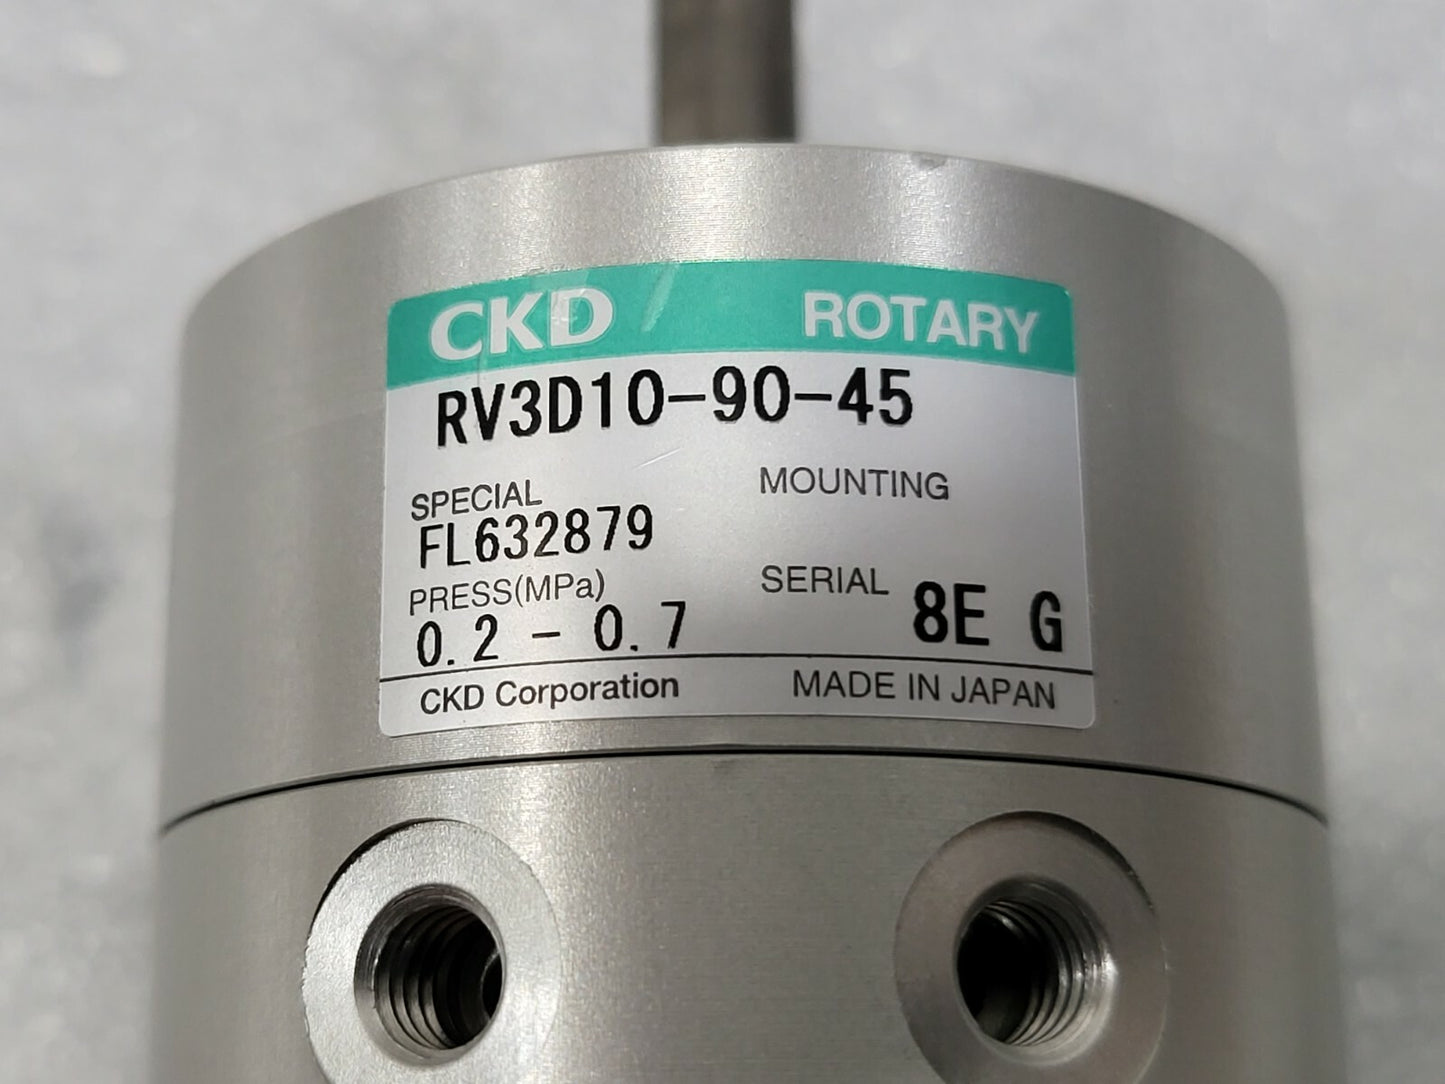 CKD ROTARY
RV3D10-90-45
SPECIAL MOUNTING
FL632879
PRESS(MPa) SERIAL 8E G
0.2 - 0.7
CKD Corporation MADE IN JAPAN